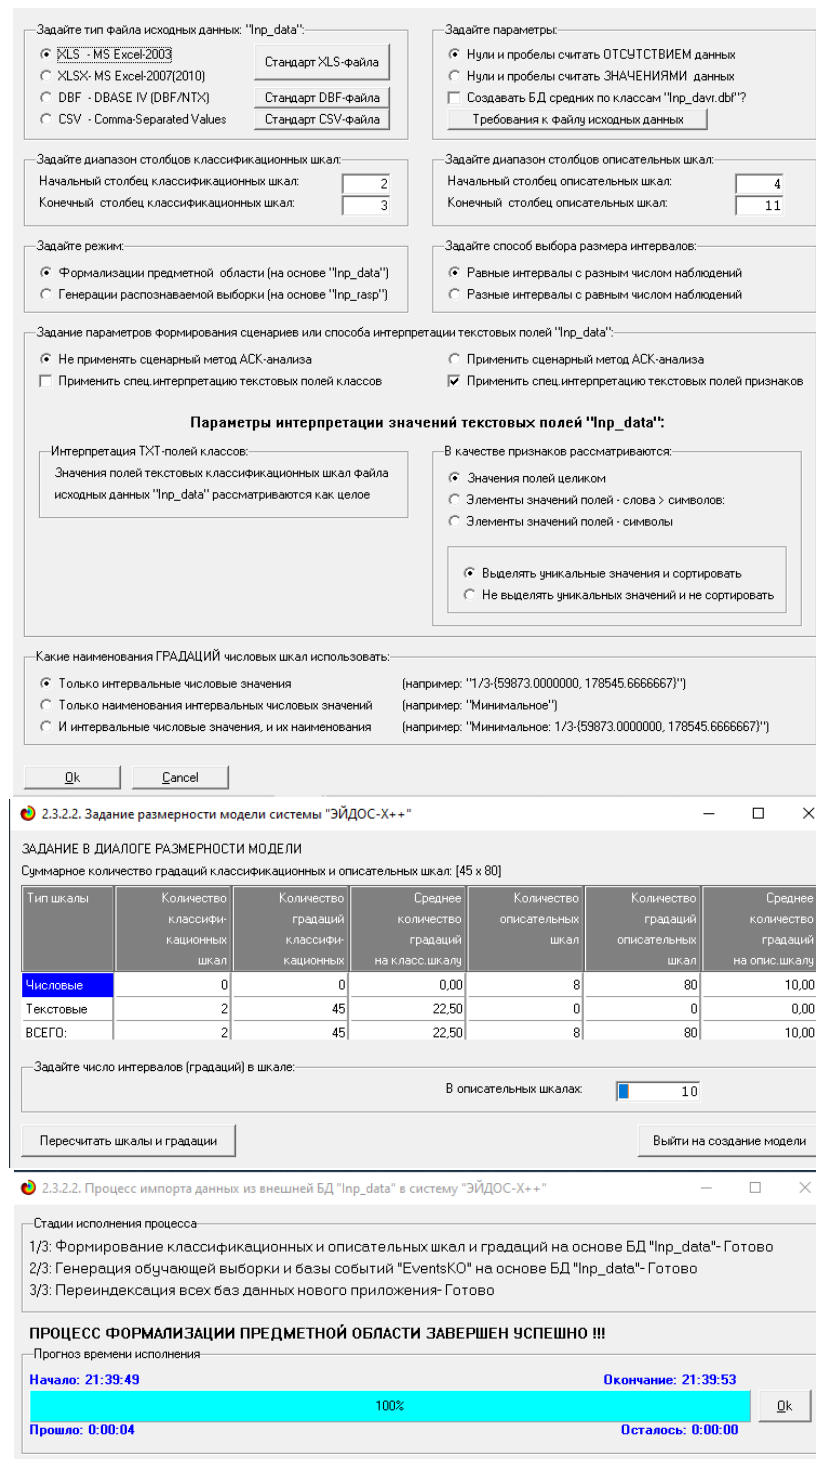 Задайте тип файла исходных данных: "Inp_data":
XLS - MS Excel-2003
XLSX- MS Excel-2007(2010)
DBF - DBASE IV (DBF/NTX)
CSV - Comma-Separated Values
Стандарт XLS-файла
Стандарт DBF-файла
Стандарт CSV-файла
Задайте параметры:
Нули и пробелы считать ОТСУТСТВИЕМ данных
Нули и пробелы считать ЗНАЧЕНИЯМИ данных
Создавать БД средних по классам "Inp_davr.dbf"?
Требования к файлу исходных данных
Задайте диапазон столбцов классификационных шкал:
Начальный столбец классификационных шкал: 2
Конечный столбец классификационных шкал: 3
Задайте диапазон столбцов описательных шкал:
Начальный столбец описательных шкал: 4
Конечный столбец описательных шкал: 11
Задайте режим:
Формализации предметной области (на основе "Inp_data")
Генерации распознаваемой выборки (на основе "Inp_rasp")
Задайте способ выбора размера интервалов:
Равные интервалы с разным числом наблюдений
Разные интервалы с равным числом наблюдений
Задание параметров формирования сценариев или способа интерпретации текстовых полей "Inp_data":
Не применять сценарный метод АСК-анализа
Применить сценарный метод АСК-анализа
Применить спец.интерпретацию текстовых полей классов
Применить спец.интерпретацию текстовых полей признаков
Параметры интерпретации значений текстовых полей "Inp_data":
Интерпретация TXT-полей классов:
Значения полей текстовых классификационных шкал файла
исходных данных "Inp_data" рассматриваются как целое
В качестве признаков рассматриваются:
Значения полей целиком
Элементы значений полей - слова > символов:
Элементы значений полей - символы
Выделять уникальные значения и сортировать
Не выделять уникальных значений и не сортировать
Какие наименования ГРАДАЦИЙ числовых шкал использовать:
Только интервальные числовые значения (например: "1/3-{59873.0000000, 178545.6666667}")
Только наименования интервальных числовых значений (например: "Минимальное")
И интервальные числовые значения, и их наименования (например: "Минимальное: 1/3-{59873.0000000, 178545.6666667}")
Ok Cancel
2.3.2.2. Задание размерности модели системы "ЭЙДОС-X++"
ЗАДАНИЕ В ДИАЛОГЕ РАЗМЕРНОСТИ МОДЕЛИ
Суммарное количество градаций классификационных и описательных шкал: [45 x 80]
Тип шкалы Количество Количество Среднее Количество Количество Среднее
классифи- градаций количество описательных градаций количество
кационных классифи- градаций шкал описательных градаций
шкал кационных на класс.шкалу шкал на опис.шкалу
Числовые 0 0 0,00 8 80 10,00
Текстовые 2 45 22,50 0 0 0,00
ВСЕГО: 2 45 22,50 8 80 10,00
Задайте число интервалов (градаций) в шкале:
В описательных шкалах: 10
Пересчитать шкалы и градации Выйти на создание модели
2.3.2.2. Процесс импорта данных из внешней БД "Inp_data" в систему "ЭЙДОС-X++"
Стадии исполнения процесса
1/3: Формирование классификационных и описательных шкал и градаций на основе БД "Inp_data"- Готово
2/3: Генерация обучающей выборки и базы событий "EventsKO" на основе БД "Inp_data"- Готово
3/3: Переиндексация всех баз данных нового приложения- Готово
ПРОЦЕСС ФОРМАЛИЗАЦИИ ПРЕДМЕТНОЙ ОБЛАСТИ ЗАВЕРШЕН УСПЕШНО !!!
Прогноз времени исполнения
Начало: 21:39:49 Окончание: 21:39:53
100% Ok
Прошло: 0:00:04 Осталось: 0:00:00